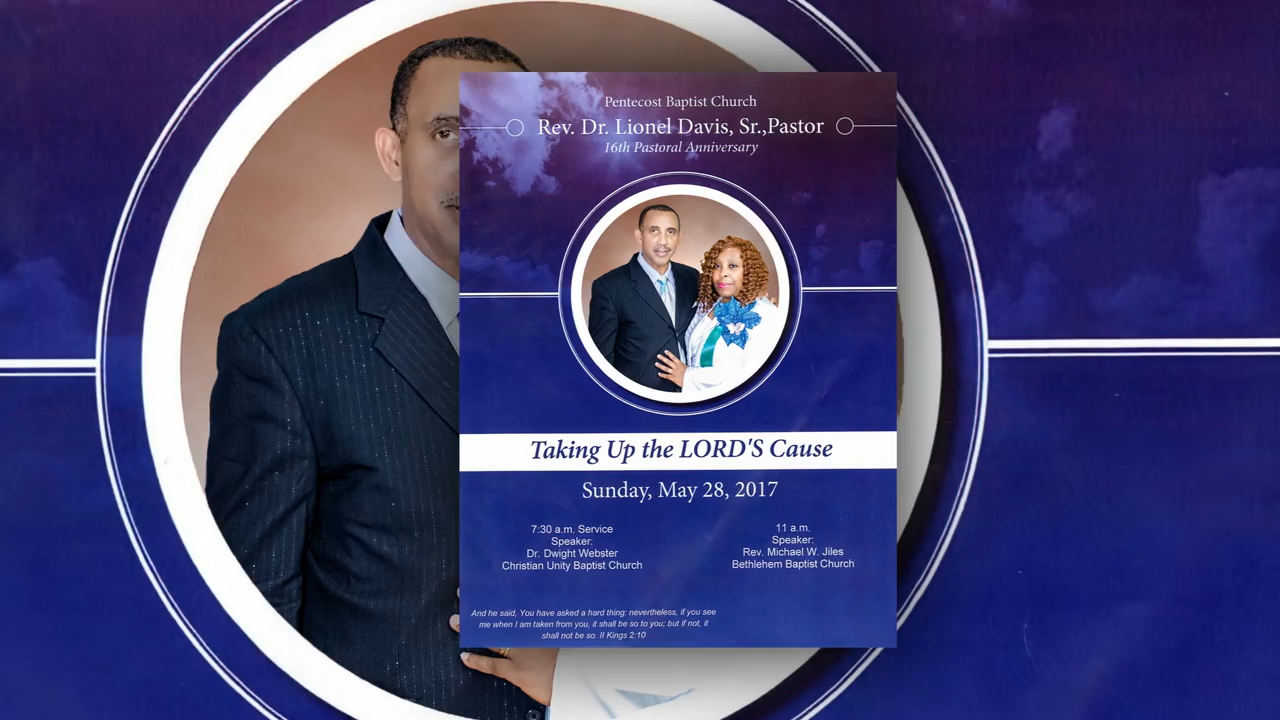 Pentecost Baptist Church
Rev. Dr. Lionel Davis, Sr.,Pastor
16th Pastoral Anniversary
Taking Up the LORD'S Cause
Sunday, May 28, 2017
7:30 a.m. Service
Speaker:
Dr. Dwight Webster
Christian Unity Baptist Church
11 a.m.
Speaker:
Rev. Michael W. Jiles
Bethlehem Baptist Church
And he said, You have asked a hard thing: nevertheless, if you see
me when I am taken from you, it shall be so to you; but if not, it
shall not be so. II Kings 2:10